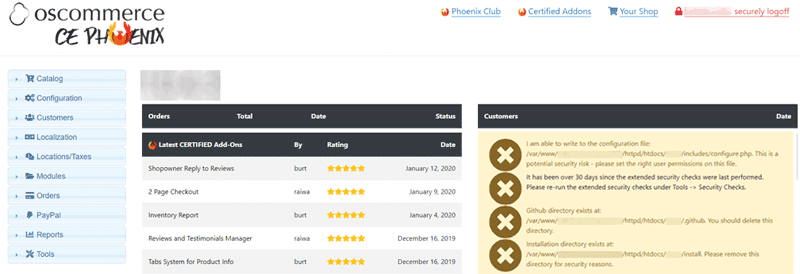 oscommerce
CE PHOENIX
Phoenix Club
Certified Addons
Your Shop
securely logoff
Catalog
Configuration
Customers
Localization
Locations/Taxes
Modules
Orders
PayPal
Reports
Tools
Orders Total Date Status
Latest CERTIFIED Add-Ons By Rating Date
Shopowner Reply to Reviews burt January 12, 2020
2 Page Checkout raiwa January 9, 2020
Inventory Report burt January 4, 2020
Reviews and Testimonials Manager raiwa December 16, 2019
Tabs System for Product Info burt December 16, 2019
Customers Date
I am able to write to the configuration file:
/var/www/ /httpd/htdocs/ /includes/configure.php. This is a
potential security risk - please set the right user permissions on this file.
It has been over 30 days since the extended security checks were last performed.
Please re-run the extended security checks under Tools -> Security Checks.
Github directory exists at:
/var/www/ /httpd/htdocs/ /.github. You should delete this
directory.
Installation directory exists at:
/var/www/ /httpd/htdocs/ /install. Please remove this
directory for security reasons.